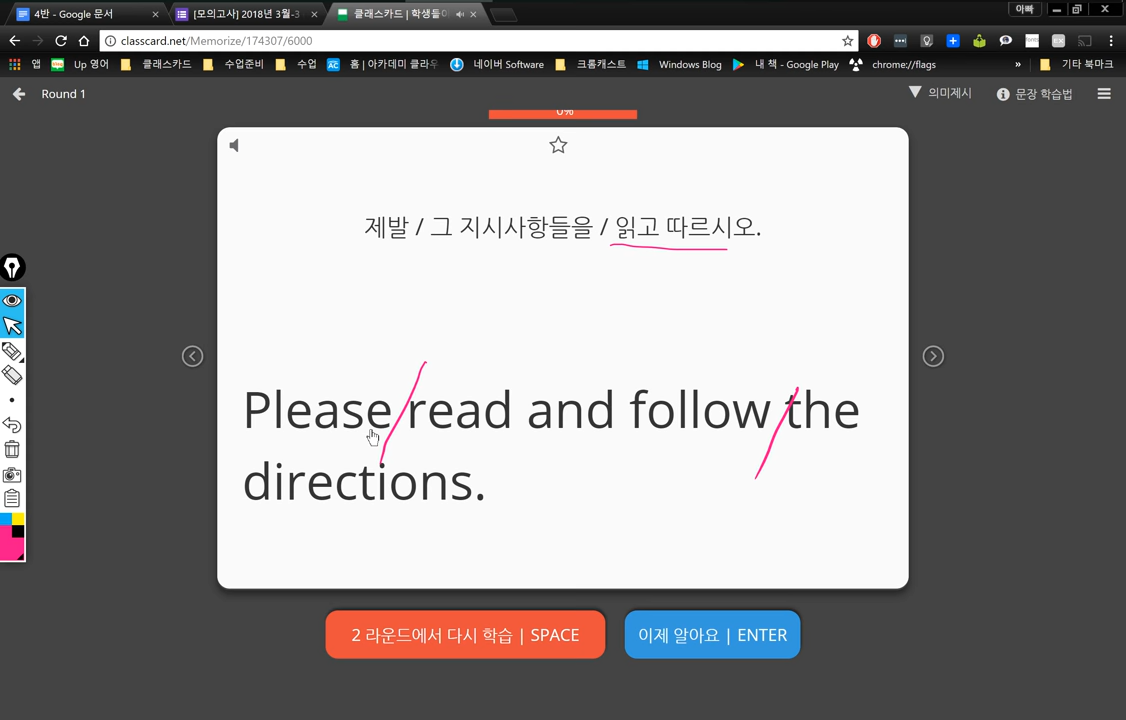 4반 - Google 문서
[모의고사] 2018년 3월-3
클래스카드 | 학생들이
아빠
classcard.net/Memorize/174307/6000
앱 Up 영어 클래스카드 수업준비 수업 홈 | 아카데미 클라우 네이버 Software 크롬캐스트 Windows Blog 내 책 - Google Play chrome://flags » 기타 북마크
Round 1
의미제시 문장 학습법
0%
제발 / 그 지시사항들을 / 읽고 따르시오.
Please read and follow the
directions.
2 라운드에서 다시 학습 | SPACE
이제 알아요 | ENTER